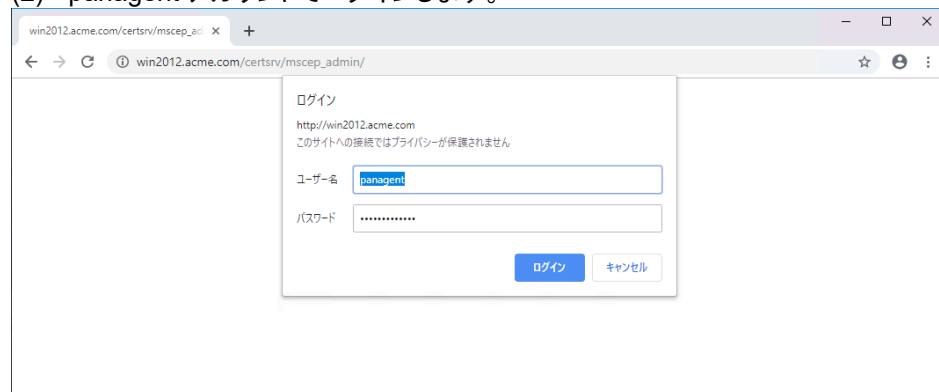 (2) panagent アカウントでログインします。
win2012.acme.com/certsrv/mscep_ad
win2012.acme.com/certsrv/mscep_admin/
ログイン
http://win2012.acme.com
このサイトへの接続ではプライバシーが保護されません
ユーザー名 panagent
パスワード •••••••••••••
ログイン キャンセル